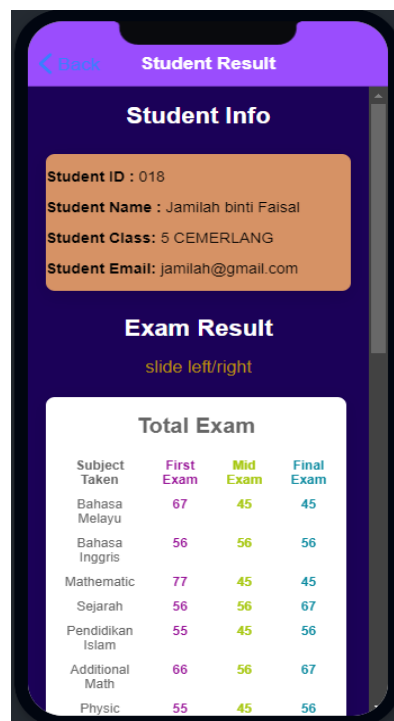 Back
Student Result
Student Info
Student ID : 018
Student Name : Jamilah binti Faisal
Student Class: 5 CEMERLANG
Student Email: jamilah@gmail.com
Exam Result
slide left/right
Total Exam
Subject Taken First Exam Mid Exam Final Exam
Bahasa Melayu 67 45 45
Bahasa Inggris 56 56 56
Mathematic 77 45 45
Sejarah 56 56 67
Pendidikan Islam 55 45 56
Additional Math 66 56 67
Physic 55 45 56